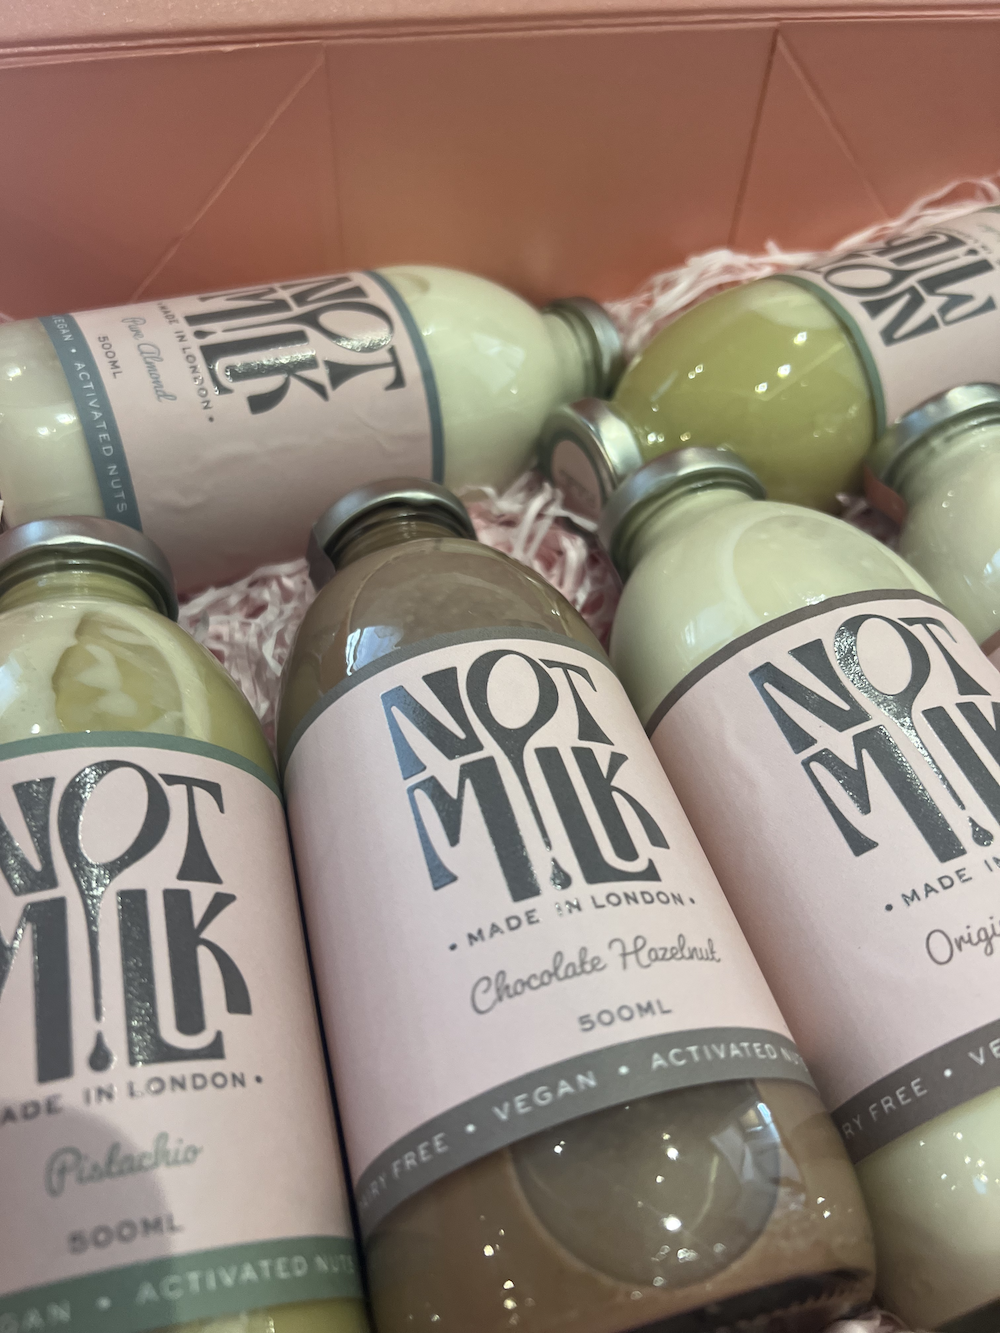 NOT
MILK
MADE IN LONDON •
Pure Almond
500ML
VEGAN • ACTIVATED NUTS
NOT
MILK
NOT
MILK
MADE IN LONDON •
Pistachio
500ML
VEGAN • ACTIVATED NUTS
NOT
MILK
• MADE IN LONDON •
Chocolate Hazelnut
500ML
DAIRY FREE • VEGAN • ACTIVATED NUTS
NOT
MILK
• MADE IN
Origin
DAIRY FREE • VE